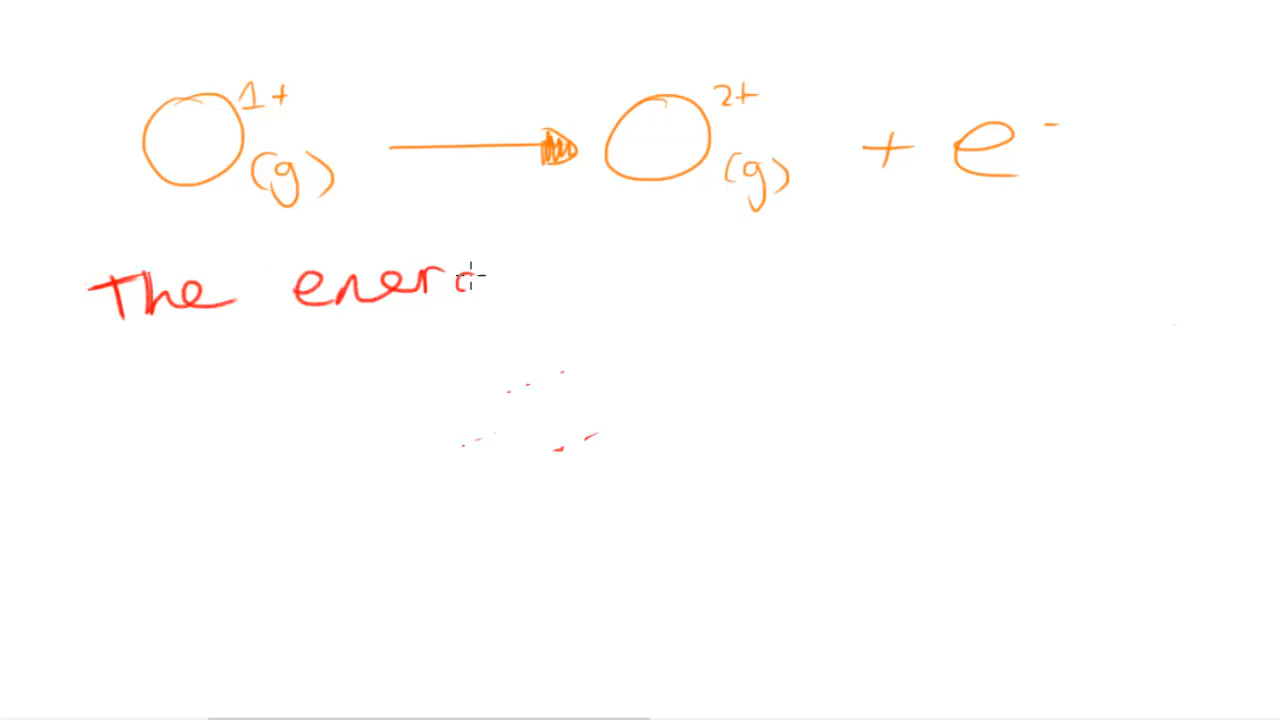 O¹⁺(g) ⟶ O²⁺(g) + e⁻
The ener